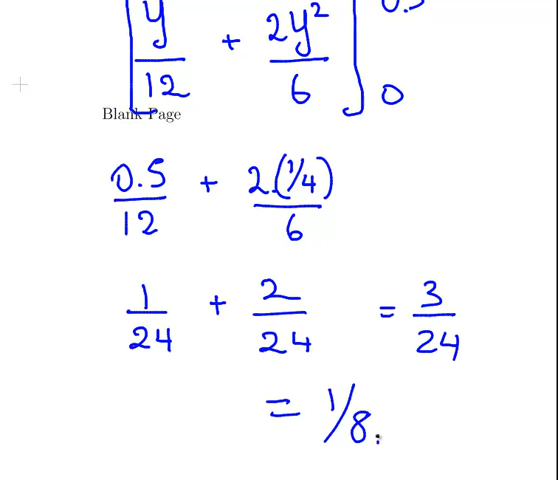 [y/12 + 2y²/6]
0
Blank Page
0.5/12 + 2(1/4)/6
1/24 + 2/24 = 3/24
= 1/8.